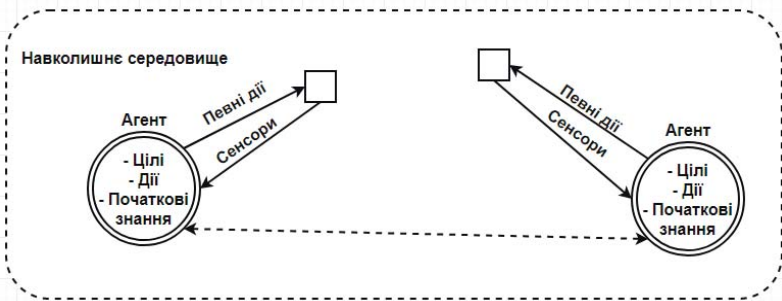 Навколишнє середовище
Певні дії
Сенсори
Агент
- Цілі
- Дії
- Початкові
знання
Певні дії
Сенсори
Агент
- Цілі
- Дії
- Початкові
знання